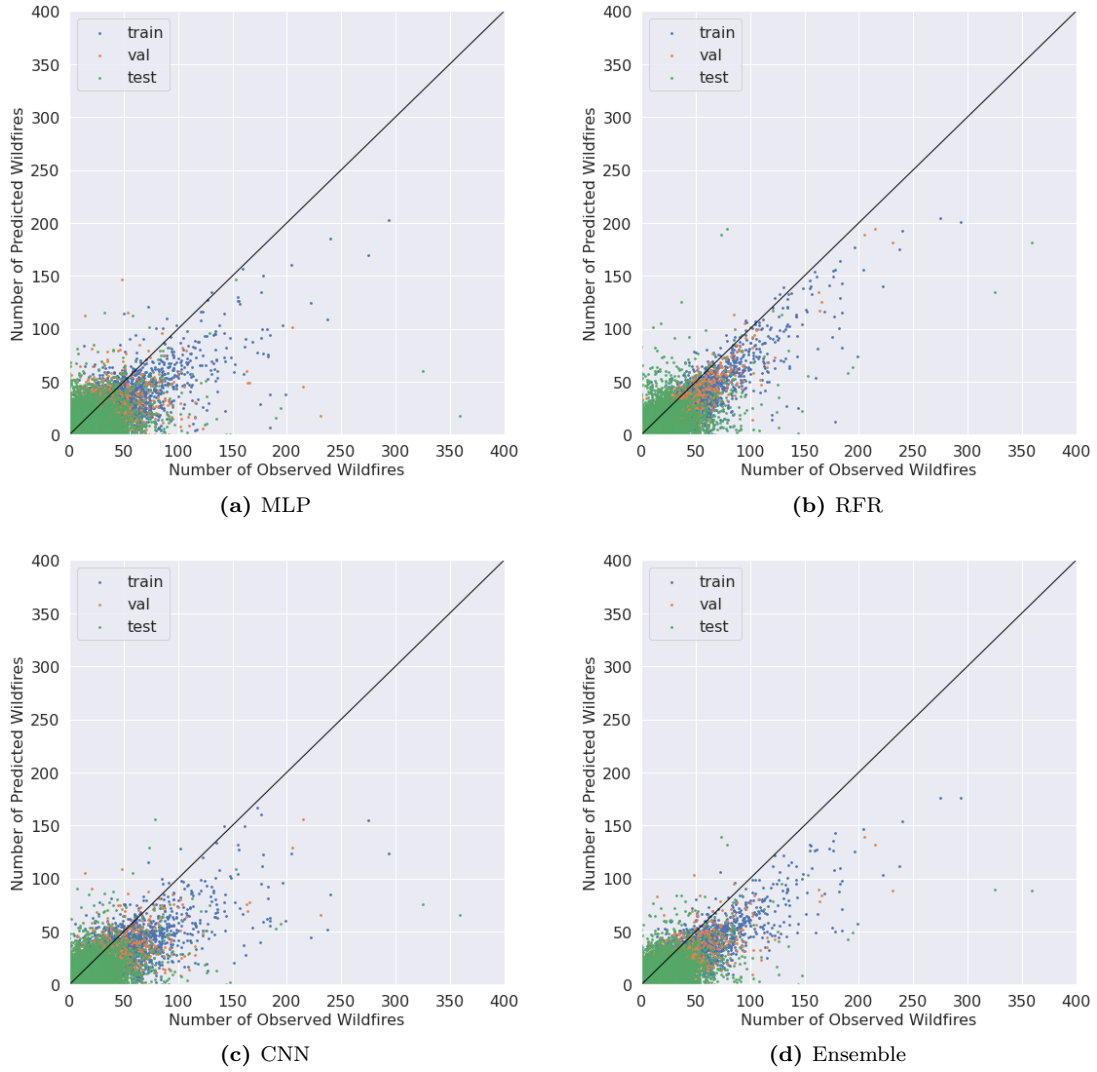 400
350
300
250
200
150
100
50
0
Number of Predicted Wildfires
train
val
test
0 50 100 150 200 250 300 350 400
Number of Observed Wildfires
(a) MLP
400
350
300
250
200
150
100
50
0
Number of Predicted Wildfires
train
val
test
0 50 100 150 200 250 300 350 400
Number of Observed Wildfires
(b) RFR
400
350
300
250
200
150
100
50
0
Number of Predicted Wildfires
train
val
test
0 50 100 150 200 250 300 350 400
Number of Observed Wildfires
(c) CNN
400
350
300
250
200
150
100
50
0
Number of Predicted Wildfires
train
val
test
0 50 100 150 200 250 300 350 400
Number of Observed Wildfires
(d) Ensemble